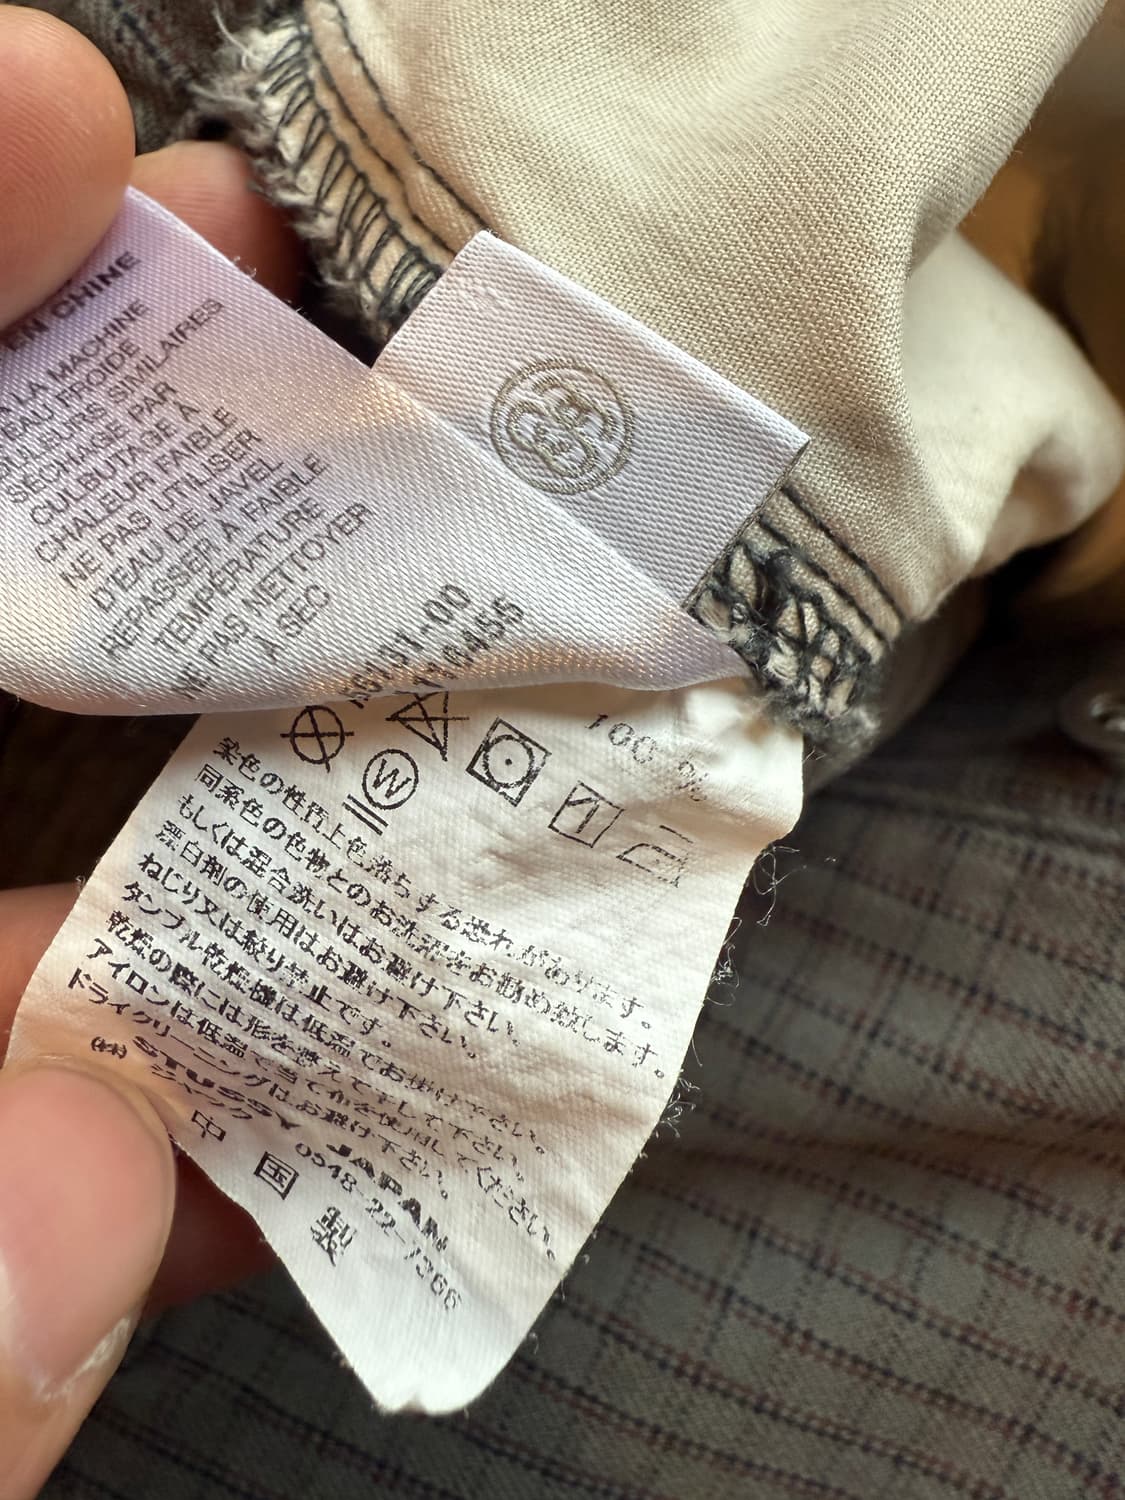 EN CHINE
À LA MACHINE
EAU FROIDE
COULEURS SIMILAIRES
SÉCHAGE PAR
CULBUTAGE À
CHALEUR FAIBLE
NE PAS UTILISER
D'EAU DE JAVEL
REPASSER À FAIBLE
TEMPÉRATURE
NE PAS NETTOYER
À SEC
100 %
W
染色の性質上色落ちする恐れがあります。
同系色の色物とのお洗濯をお勧め致します。
もしくは混合洗いはお避け下さい。
漂白剤の使用はお避け下さい。
ねじり又は絞り禁止です。
タンブル乾燥機は低温でお掛け下さい。
乾燥の際には形を整えて干して下さい。
アイロンは低温で当て布を使用してください。
ドライクリーニングはお避け下さい。
(株) STUSSY JAPAN
ジャック 0548-22-7366
中国製